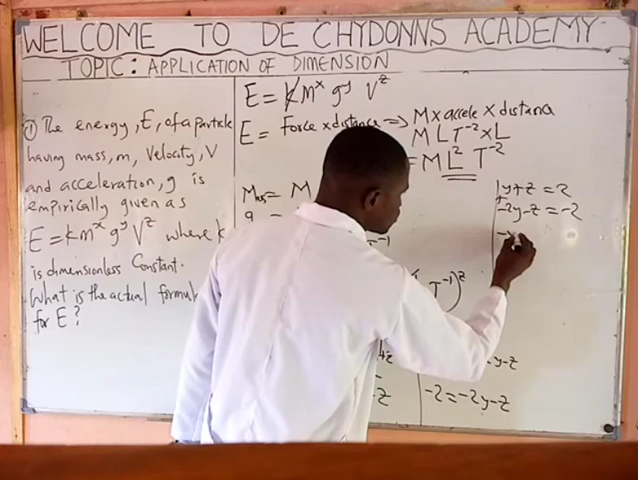 WELCOME TO DE CHYDONNS ACADEMY
TOPIC: APPLICATION OF DIMENSION
① The energy, E, of a particle
having mass, m, Velocity, V
and acceleration, g is
empirically given as
E = k m^x g^y V^z where k
is dimensionless Constant.
What is the actual formula
for E?
E = k m^x g^y V^z
E = Force x distance => M x accele x distance
M L T^-2 x L
= M L^2 T^-2
Mass = M
g =
-1
T^-1)^z
+z
-z
y-z
-2 = -2y-z
y+z = 2
+
-2y-z = -2
-y